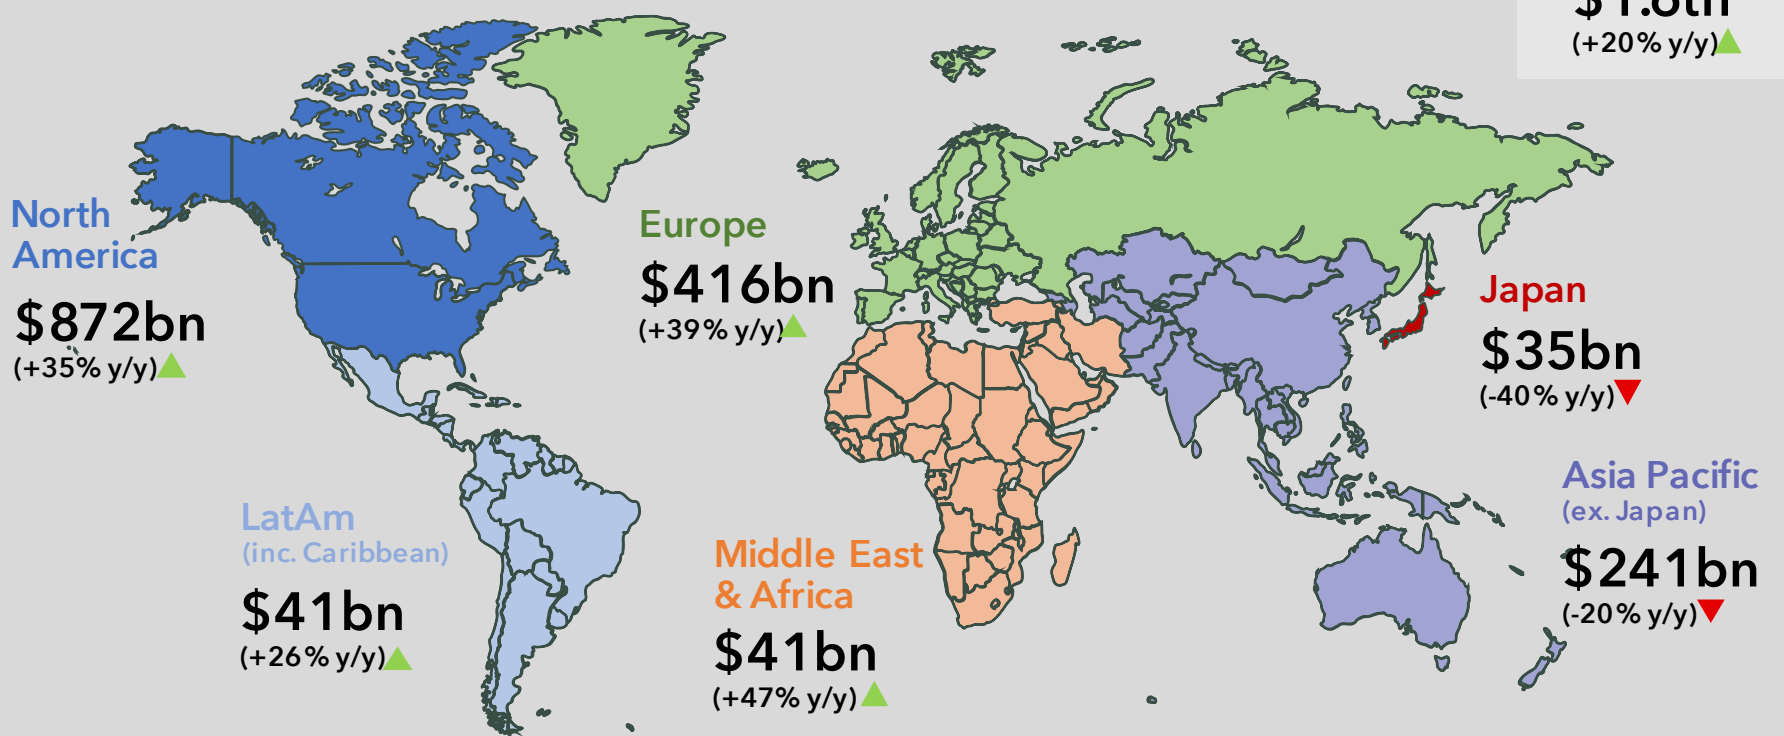 (+20% y/y)
North
America
$872bn
(+35% y/y)
Europe
$416bn
(+39% y/y)
Japan
$35bn
(-40% y/y)
LatAm
(inc. Caribbean)
$41bn
(+26% y/y)
Middle East
& Africa
$41bn
(+47% y/y)
Asia Pacific
(ex. Japan)
$241bn
(-20% y/y)